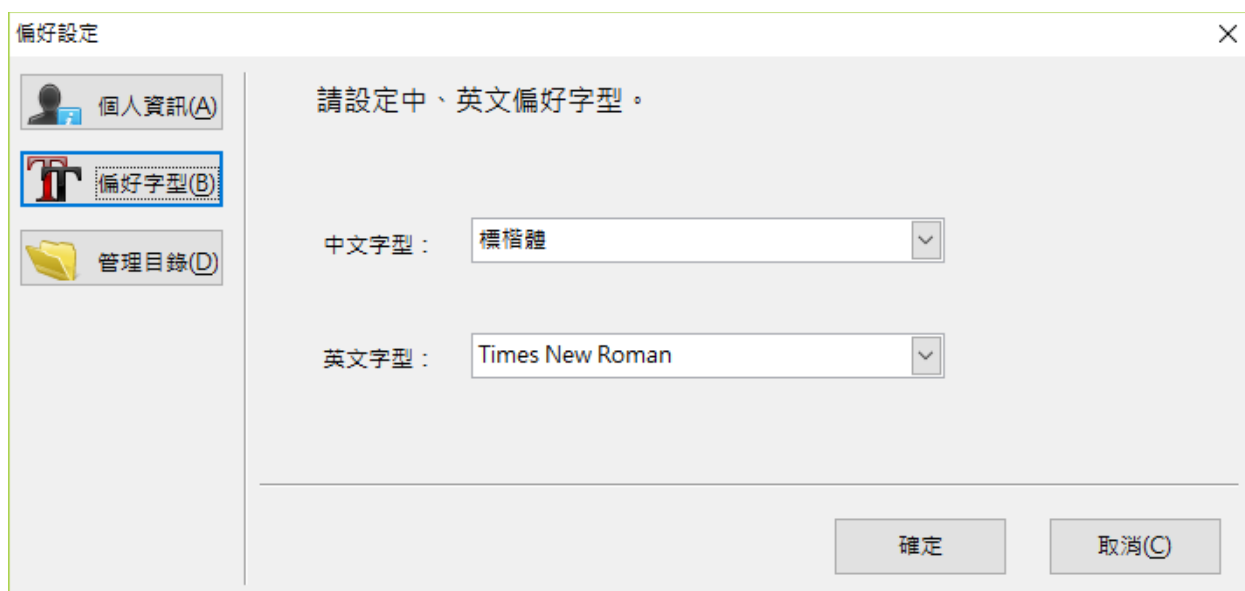 偏好設定
個人資訊(A)
偏好字型(B)
管理目錄(D)
請設定中、英文偏好字型。
中文字型：
標楷體
英文字型：
Times New Roman
確定
取消(C)